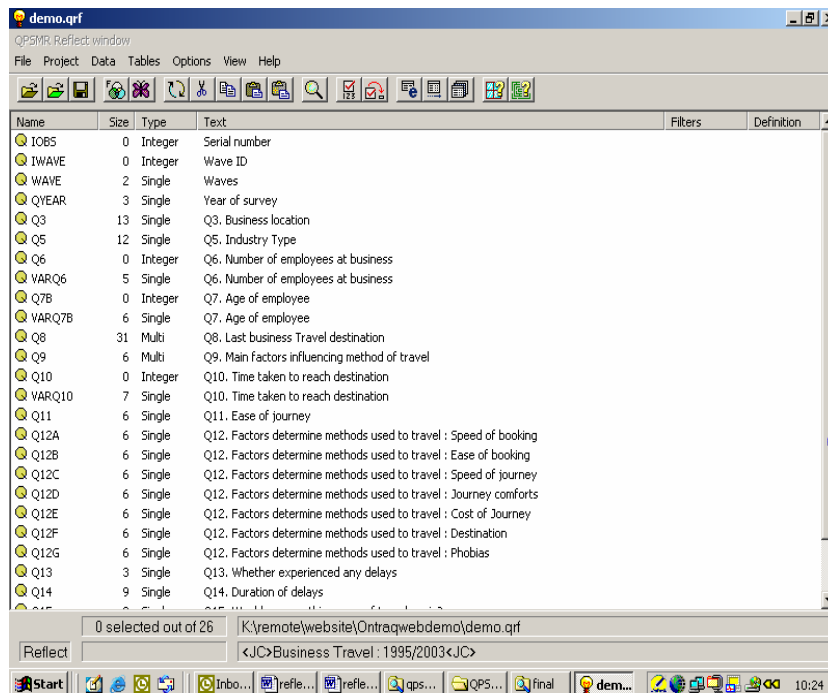 demo.qrf
QPSMR Reflect window
File Project Data Tables Options View Help
Name Size Type Text Filters Definition
IOBS 0 Integer Serial number
IWAVE 0 Integer Wave ID
WAVE 2 Single Waves
QYEAR 3 Single Year of survey
Q3 13 Single Q3. Business location
Q5 12 Single Q5. Industry Type
Q6 0 Integer Q6. Number of employees at business
VARQ6 5 Single Q6. Number of employees at business
Q7B 0 Integer Q7. Age of employee
VARQ7B 6 Single Q7. Age of employee
Q8 31 Multi Q8. Last business Travel destination
Q9 6 Multi Q9. Main factors influencing method of travel
Q10 0 Integer Q10. Time taken to reach destination
VARQ10 7 Single Q10. Time taken to reach destination
Q11 6 Single Q11. Ease of journey
Q12A 6 Single Q12. Factors determine methods used to travel : Speed of booking
Q12B 6 Single Q12. Factors determine methods used to travel : Ease of booking
Q12C 6 Single Q12. Factors determine methods used to travel : Speed of journey
Q12D 6 Single Q12. Factors determine methods used to travel : Journey comforts
Q12E 6 Single Q12. Factors determine methods used to travel : Cost of Journey
Q12F 6 Single Q12. Factors determine methods used to travel : Destination
Q12G 6 Single Q12. Factors determine methods used to travel : Phobias
Q13 3 Single Q13. Whether experienced any delays
Q14 9 Single Q14. Duration of delays
0 selected out of 26 K:\remote\website\Ontraqwebdemo\demo.qrf
Reflect <JC>Business Travel : 1995/2003<JC>
Start Inbo... refle... refle... qps... QPS... final dem... 10:24